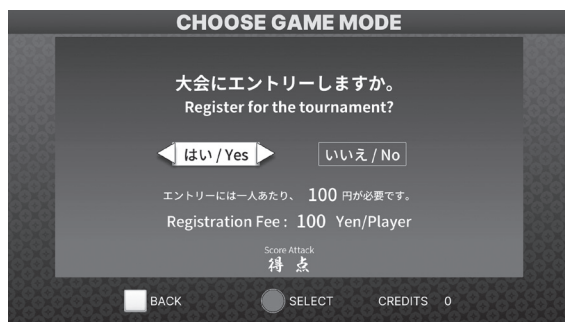 CHOOSE GAME MODE
大会にエントリーしますか。
Register for the tournament?
はい / Yes
いいえ / No
エントリーには一人あたり、 100 円が必要です。
Registration Fee : 100 Yen/Player
Score Attack
得 点
BACK SELECT CREDITS 0